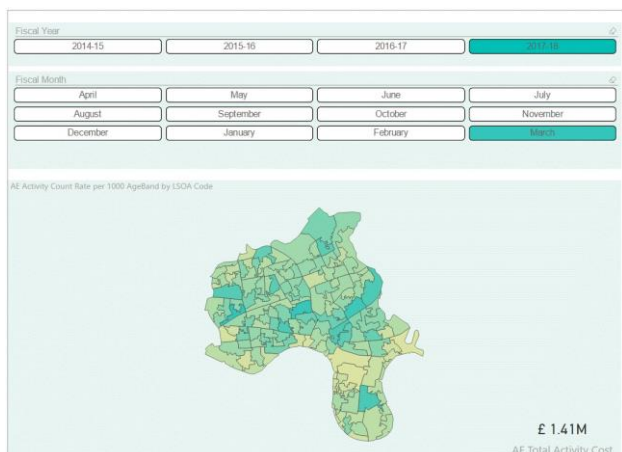 Fiscal Year
2014-15 2015-16 2016-17 2017-18
Fiscal Month
April May June July
August September October November
December January February March
AE Activity Count Rate per 1000 AgeBand by LSOA Code
£ 1.41M
AE Total Activity Cost